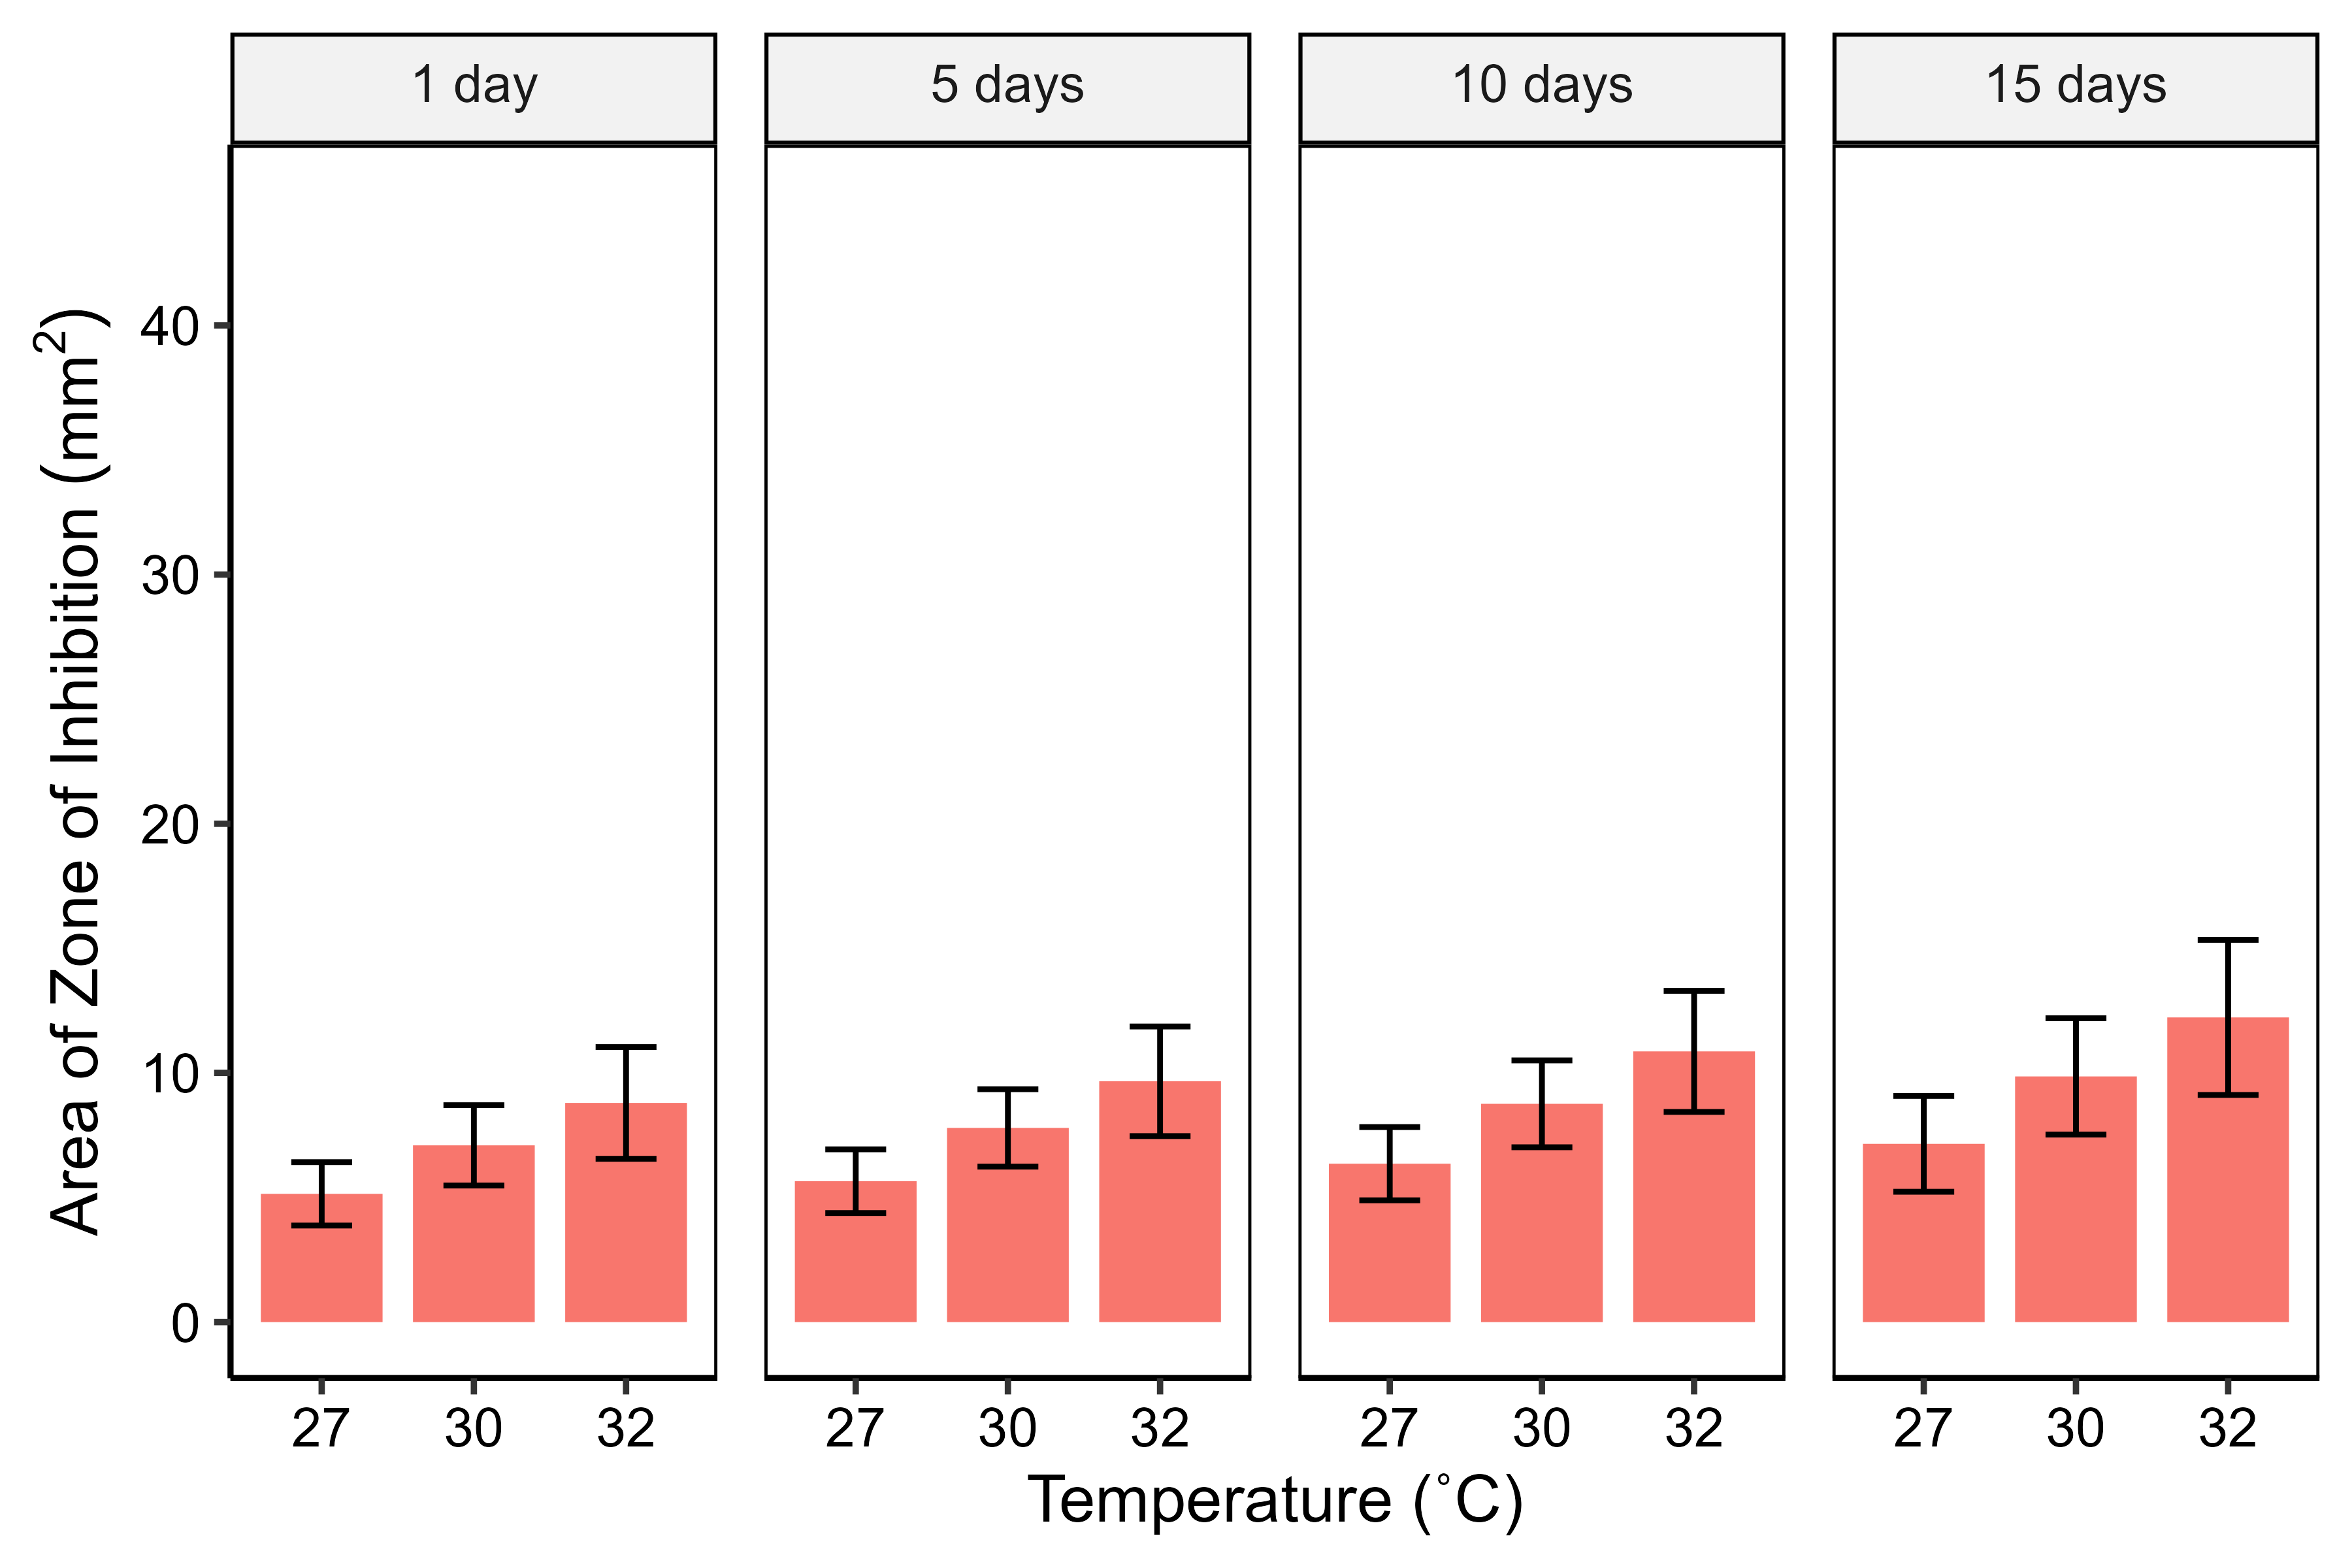 1 day
5 days
10 days
15 days
Area of Zone of Inhibition (mm²)
40
30
20
10
0
27 30 32 27 30 32 27 30 32 27 30 32
Temperature (˚C)